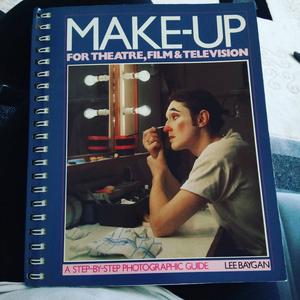 MAKE-UP
FOR THEATRE, FILM & TELEVISION
A STEP-BY-STEP PHOTOGRAPHIC GUIDE
LEE BAYGAN